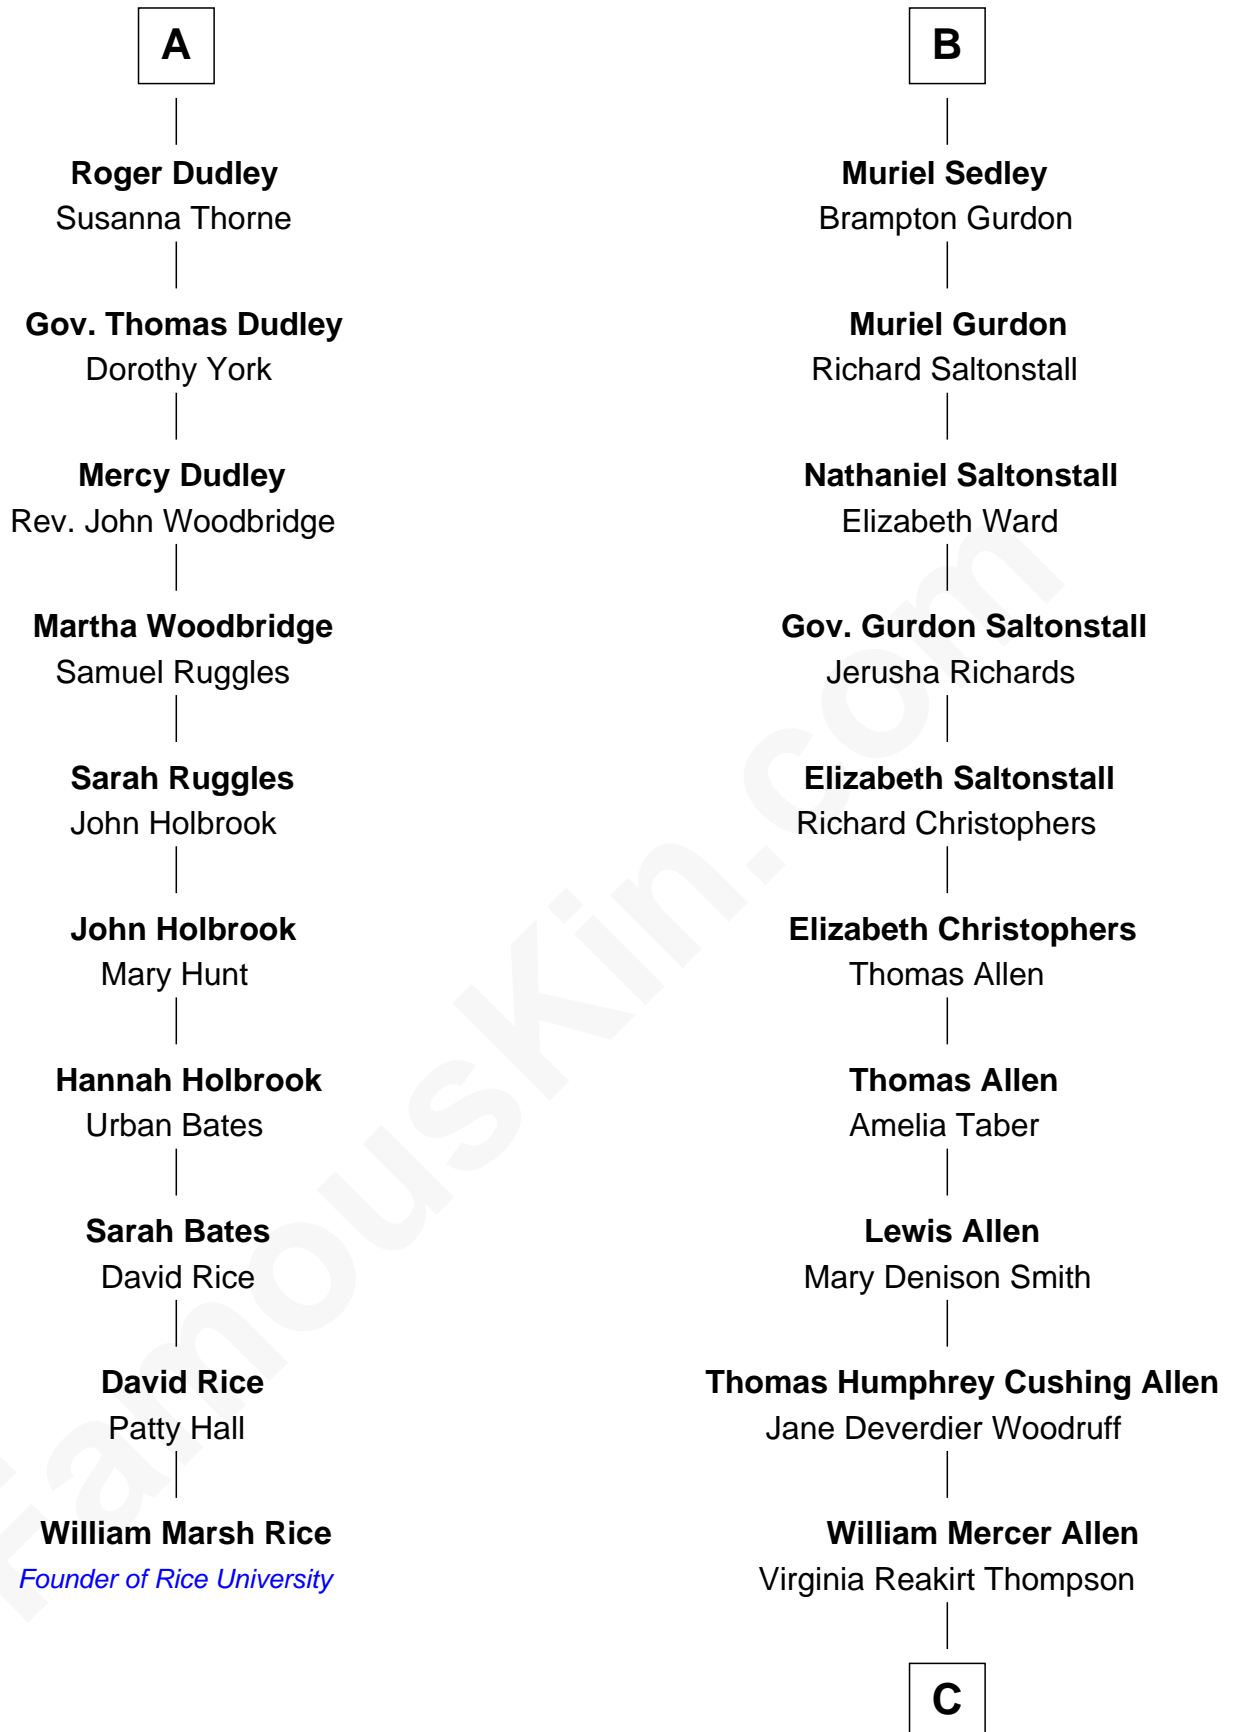 A
Roger Dudley
Susanna Thorne
Gov. Thomas Dudley
Dorothy York
Mercy Dudley
Rev. John Woodbridge
Martha Woodbridge
Samuel Ruggles
Sarah Ruggles
John Holbrook
John Holbrook
Mary Hunt
Hannah Holbrook
Urban Bates
Sarah Bates
David Rice
David Rice
Patty Hall
William Marsh Rice
Founder of Rice University
B
Muriel Sedley
Brampton Gurdon
Muriel Gurdon
Richard Saltonstall
Nathaniel Saltonstall
Elizabeth Ward
Gov. Gurdon Saltonstall
Jerusha Richards
Elizabeth Saltonstall
Richard Christophers
Elizabeth Christophers
Thomas Allen
Thomas Allen
Amelia Taber
Lewis Allen
Mary Denison Smith
Thomas Humphrey Cushing Allen
Jane Deverdier Woodruff
William Mercer Allen
Virginia Reakirt Thompson
C
FamousKin.com